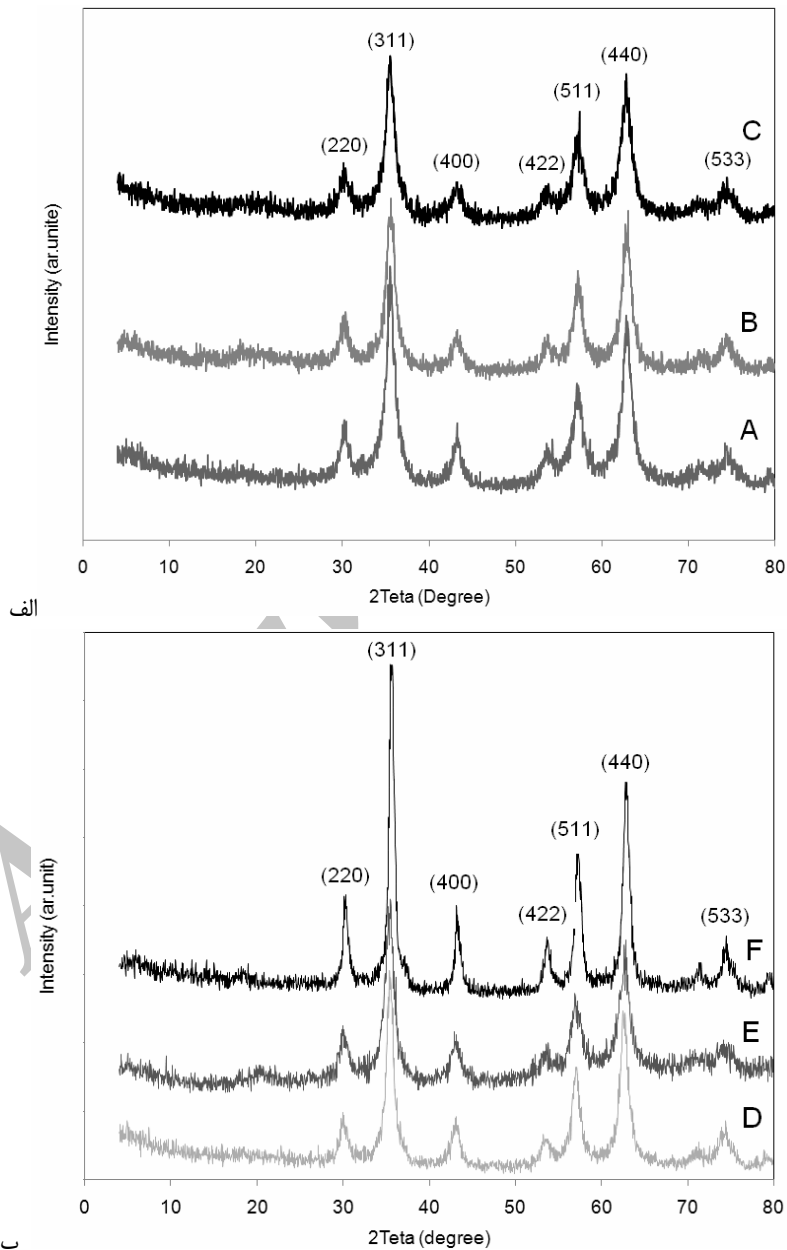 (311)
(440)
(511)
(220)
(400)
(422)
(533)
C
B
A
Intensity (ar.unite)
0 10 20 30 40 50 60 70 80
2Teta (Degree)
الف
(311)
(440)
(511)
(220)
(400)
(422)
(533)
F
E
D
Intensity (ar.unit)
0 10 20 30 40 50 60 70 80
2Teta (degree)